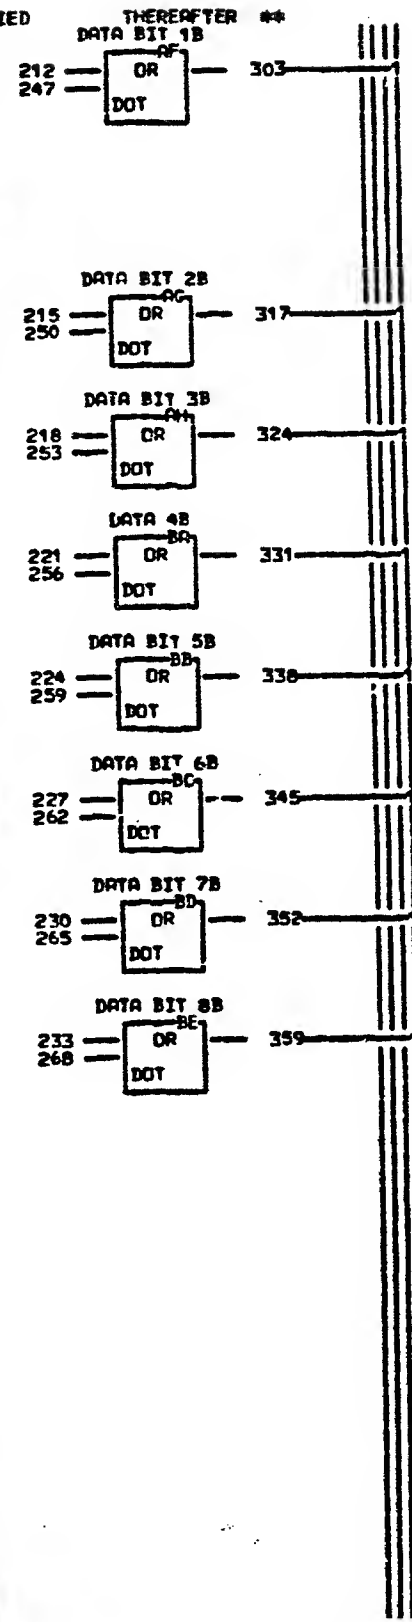 IED THEREAFTER **
DATA BIT 1B
AF
212 OR 303
247
DOT
DATA BIT 2B
AG
215 OR 317
250
DOT
DATA BIT 3B
AH
218 OR 324
253
DOT
DATA 4B
BA
221 OR 331
256
DOT
DATA BIT 5B
BB
224 OR 338
259
DOT
DATA BIT 6B
BC
227 OR 345
262
DOT
DATA BIT 7B
BD
230 OR 352
265
DOT
DATA BIT 8B
BE
233 OR 359
268
DOT